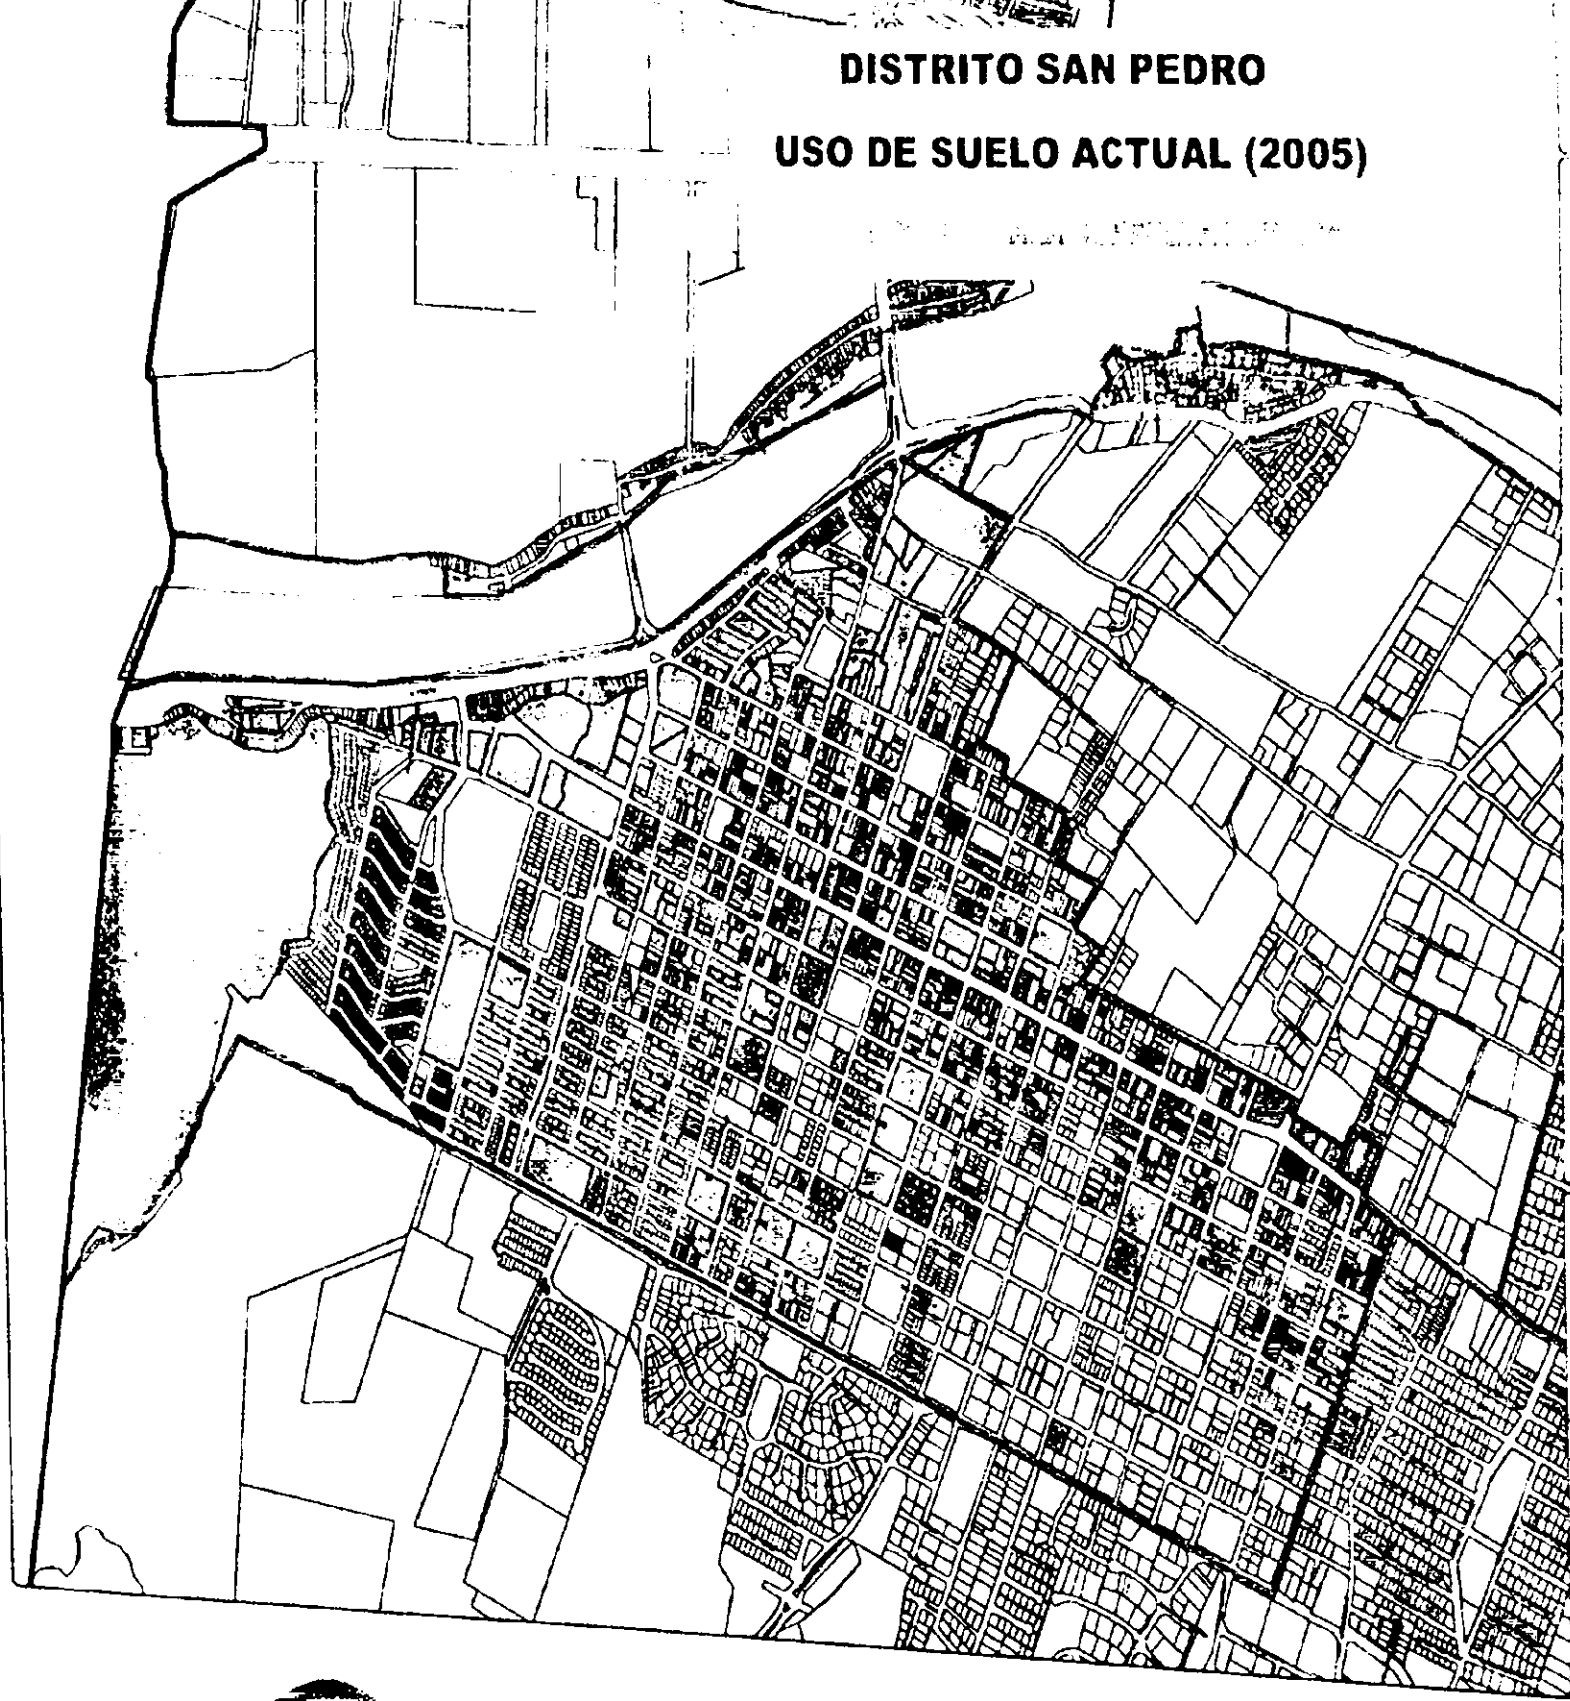 DISTRITO SAN PEDRO
USO DE SUELO ACTUAL (2005)